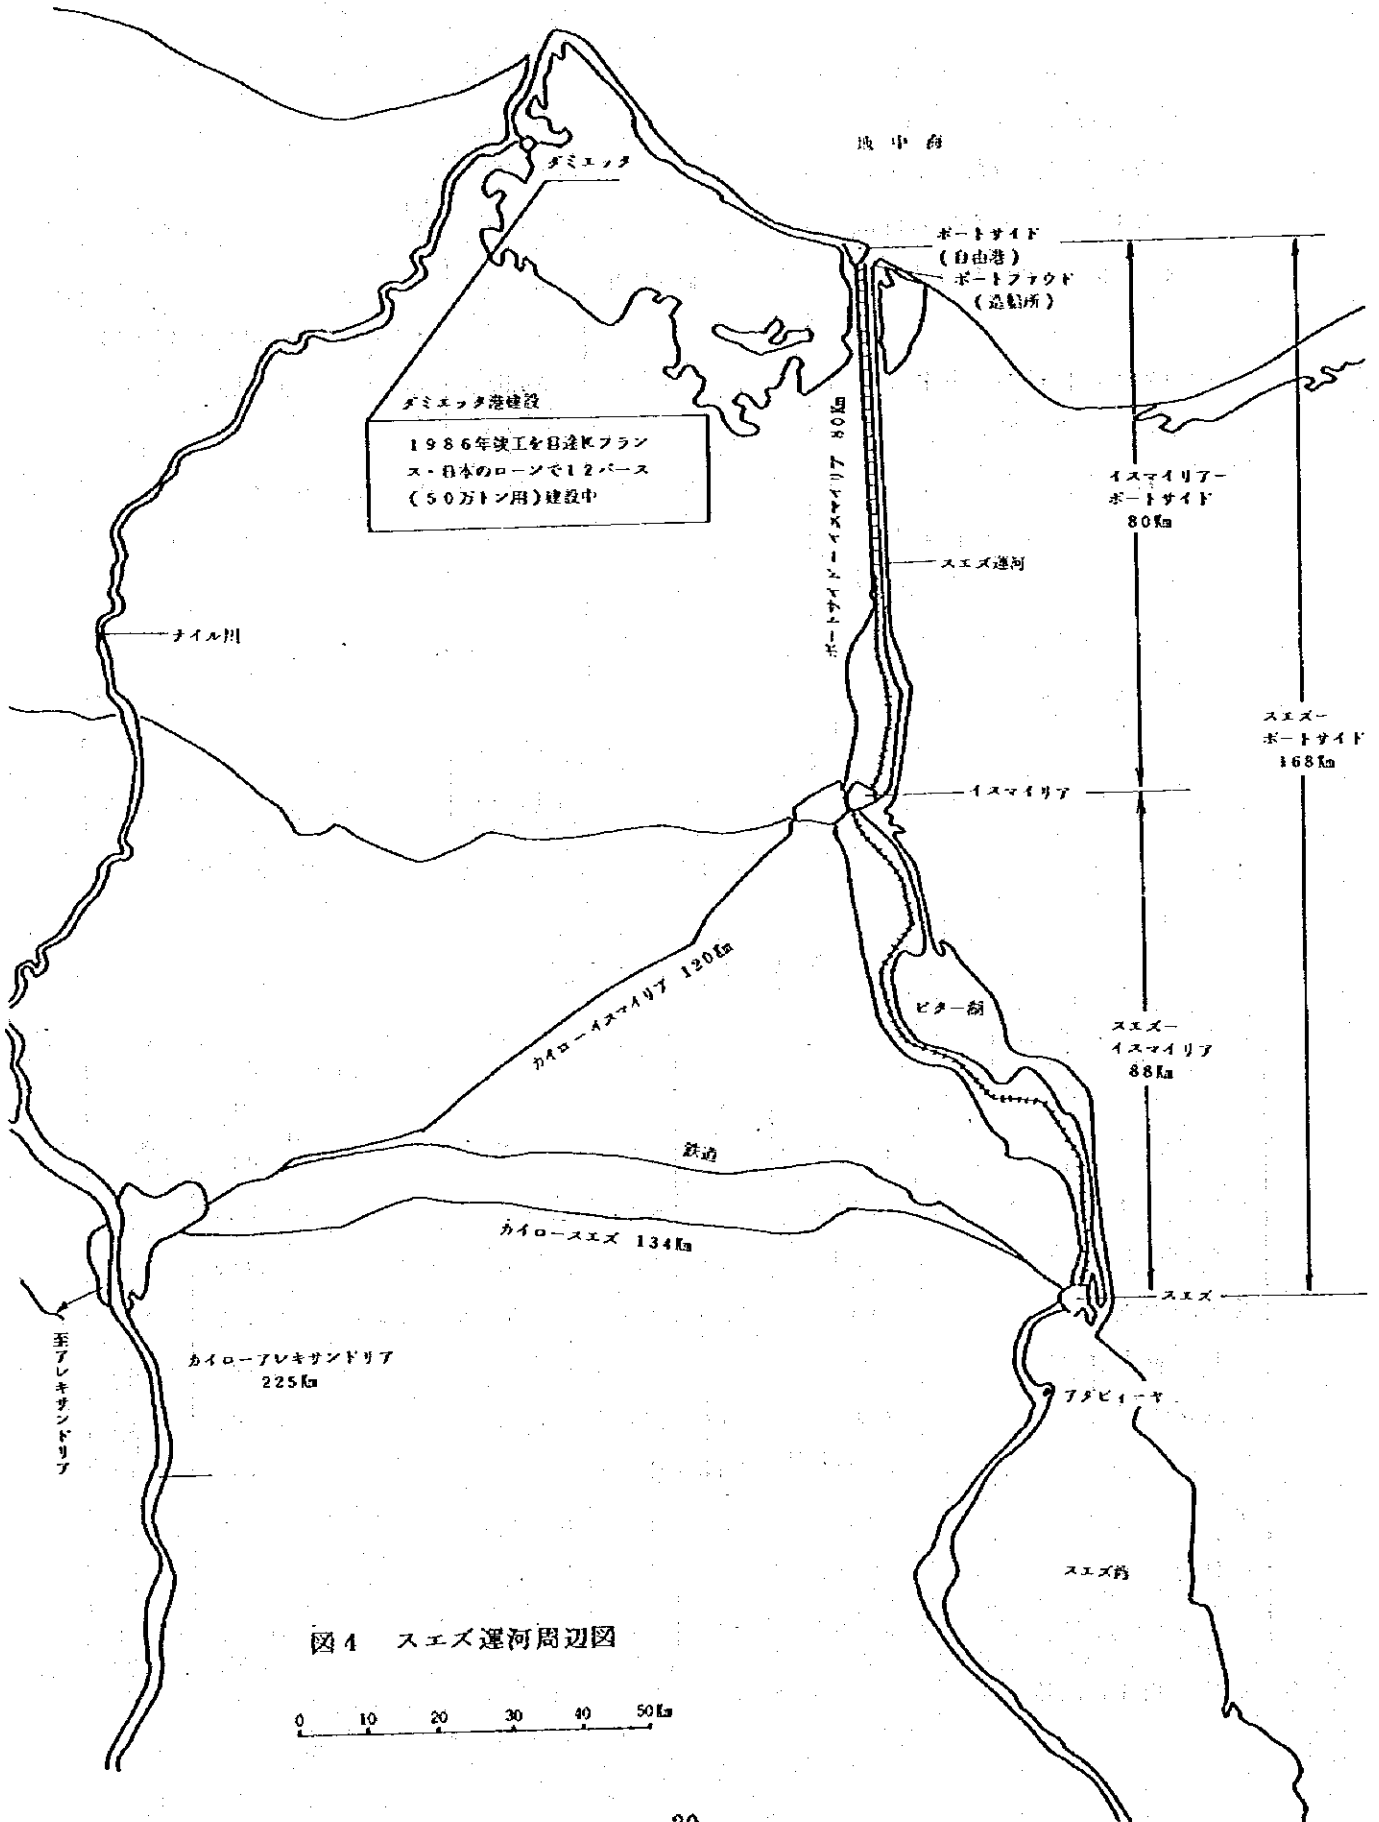 地中海
ダミエッタ
ポートサイド
(自由港)
ポートファウド
(造船所)
ダミエッタ港建設
1986年竣工を目途にフラン
ス・日本のローンで12バース
(50万トン用)建設中
ポートサイドーイスマイリア 80Km
イスマイリアー
ポートサイド
80Km
スエズ運河
ナイル川
スエズー
ポートサイド
168Km
イスマイリア
カイローイスマイリア 120Km
ビター湖
スエズー
イスマイリア
88Km
鉄道
カイロースエズ 134Km
スエズ
至アレキサンドリア
カイローアレキサンドリア
225Km
アダビィーヤ
スエズ湾
図4 スエズ運河周辺図
0 10 20 30 40 50Km